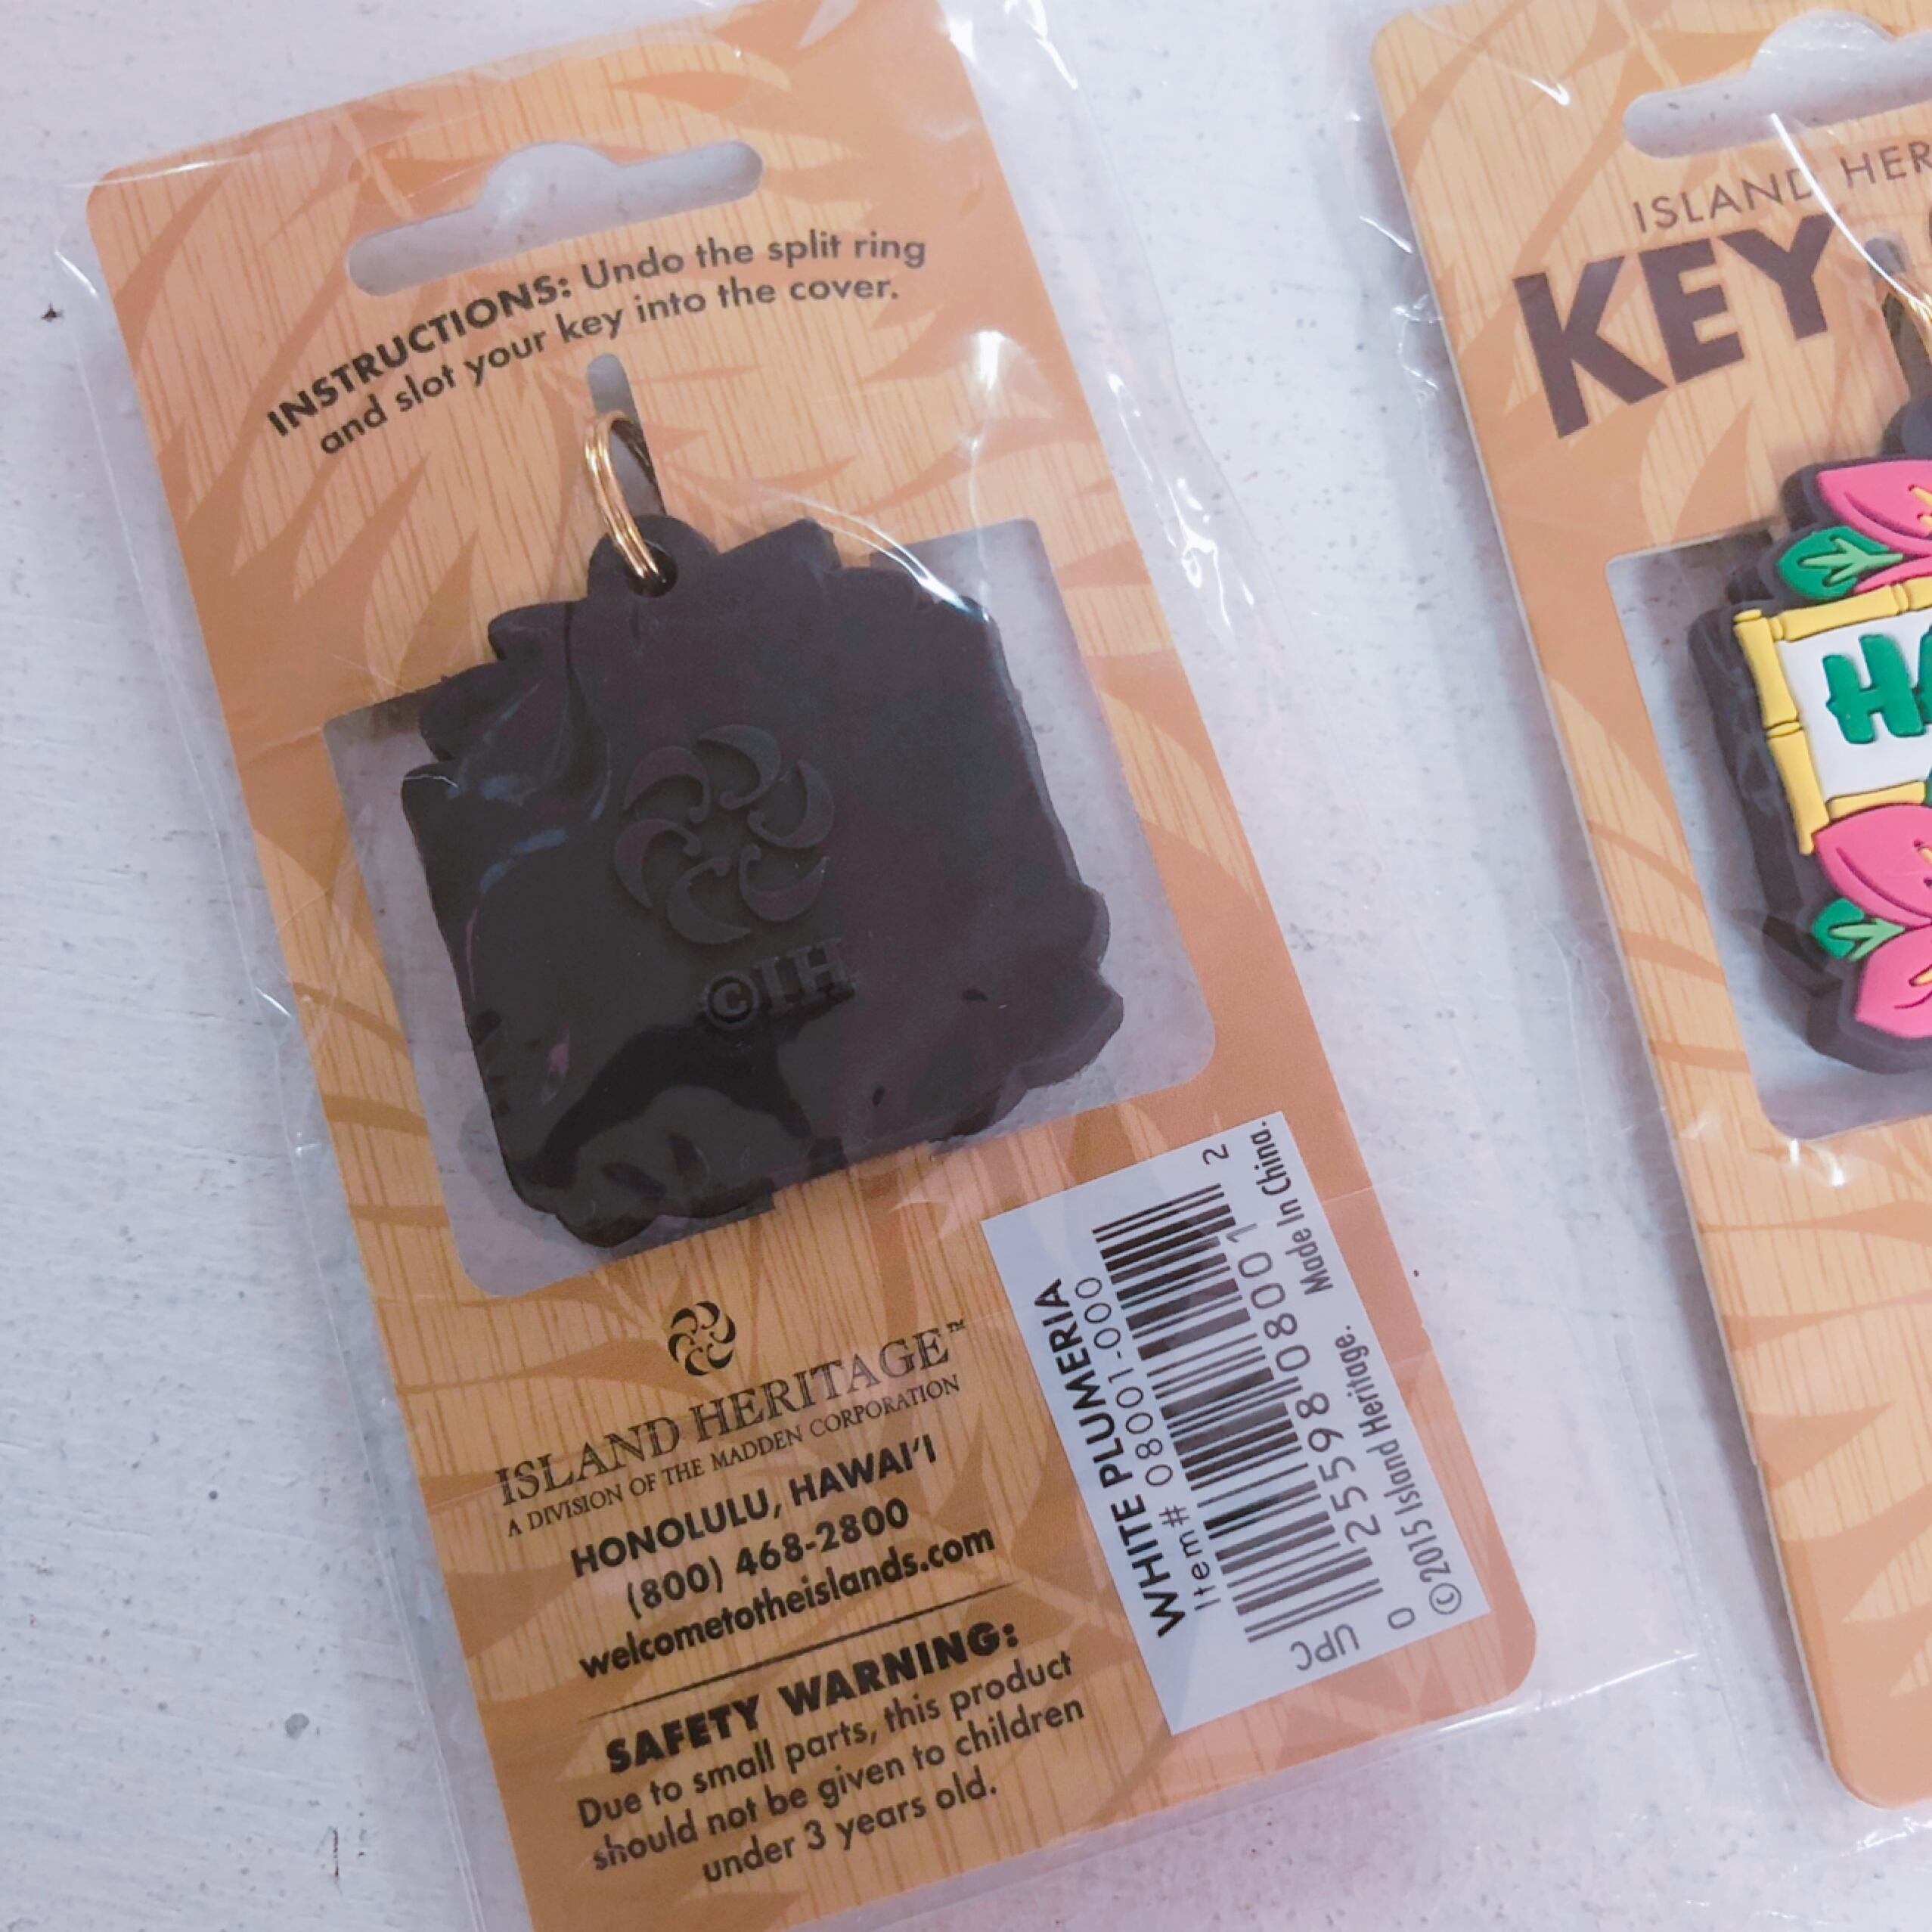 INSTRUCTIONS: Undo the split ring
and slot your key into the cover.
©IH
ISLAND HERITAGE™
A DIVISION OF THE MADDEN CORPORATION
HONOLULU, HAWAI‘I
(800) 468-2800
welcometotheislands.com
SAFETY WARNING:
Due to small parts, this product
should not be given to children
under 3 years old.
WHITE PLUMERIA
Item# 08001-000
UPC
0 25598 08001 2
©2015 Island Heritage. Made In China.
ISLAND
KEY